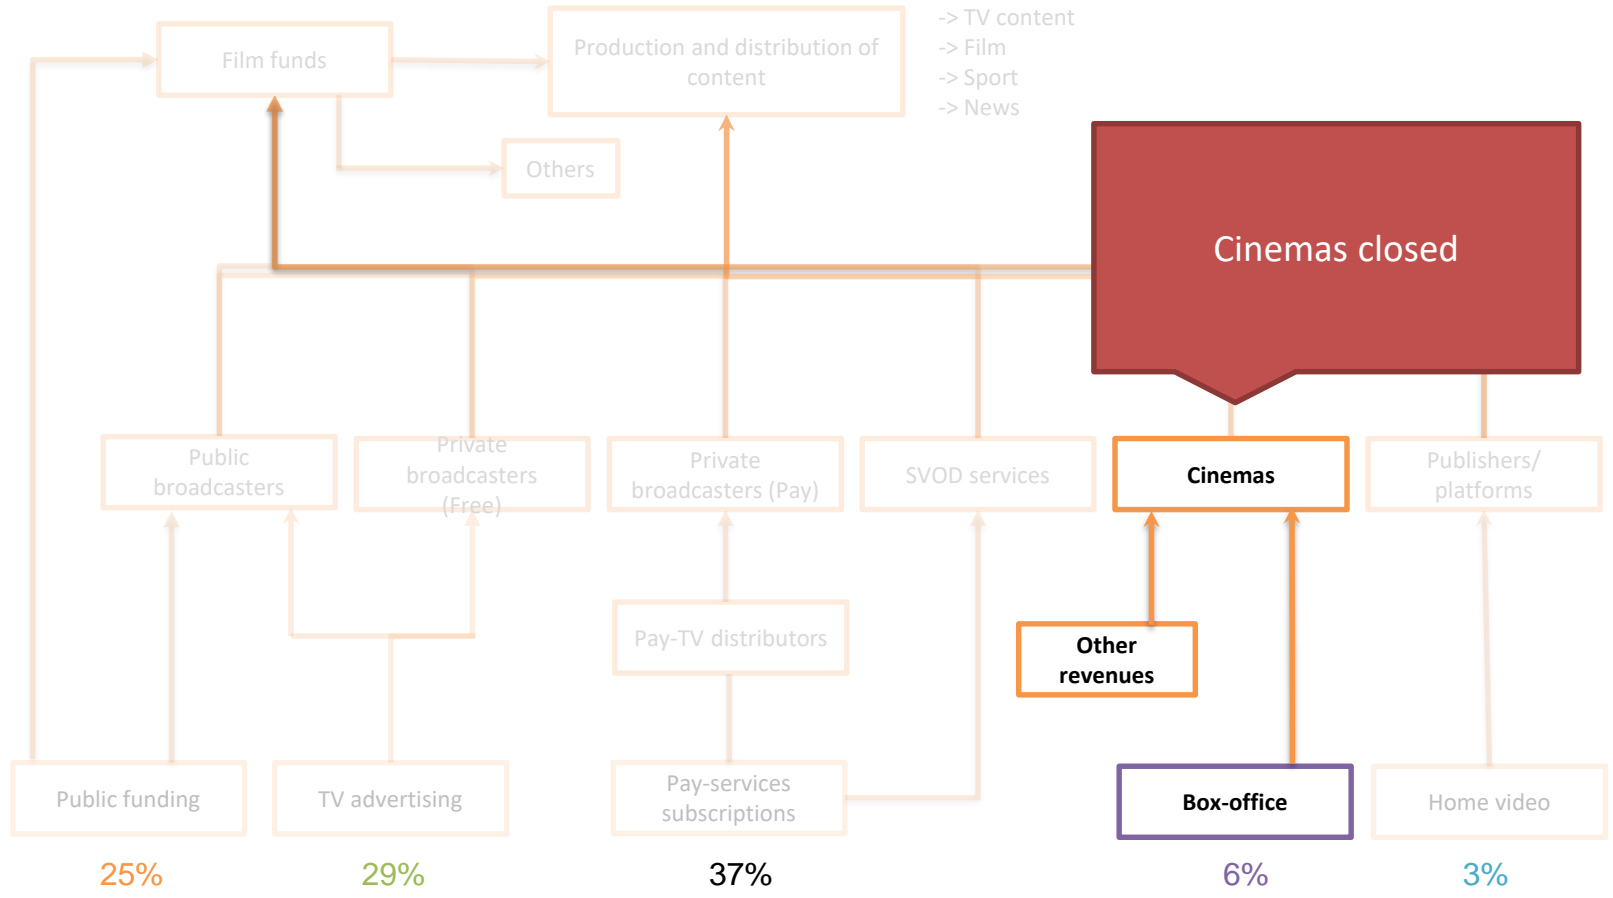 Film funds
Production and distribution of
content
-> TV content
-> Film
-> Sport
-> News
Others
Cinemas closed
Public
broadcasters
Private
broadcasters
(Free)
Private
broadcasters (Pay)
SVOD services
Cinemas
Publishers/
platforms
Pay-TV distributors
Other
revenues
Public funding
TV advertising
Pay-services
subscriptions
Box-office
Home video
25%
29%
37%
6%
3%